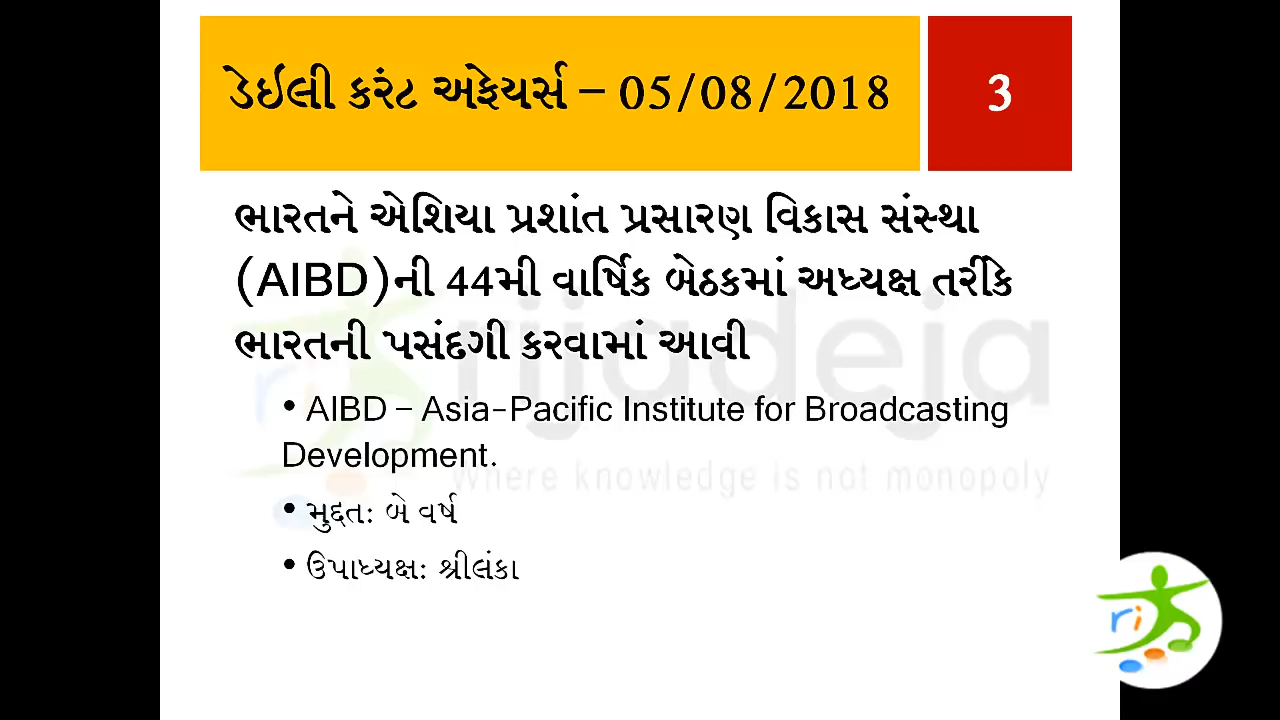 ડેઈલી કરંટ અફેયર્સ – 05/08/2018
3
ભારતને એશિયા પ્રશાંત પ્રસારણ વિકાસ સંસ્થા
(AIBD)ની 44મી વાર્ષિક બેઠકમાં અધ્યક્ષ તરીકે
ભારતની પસંદગી કરવામાં આવી
• AIBD – Asia-Pacific Institute for Broadcasting
Development.
• મુદ્દત: બે વર્ષ
• ઉપાધ્યક્ષ: શ્રીલંકા
rijadeja
Where knowledge is not monopoly
ri